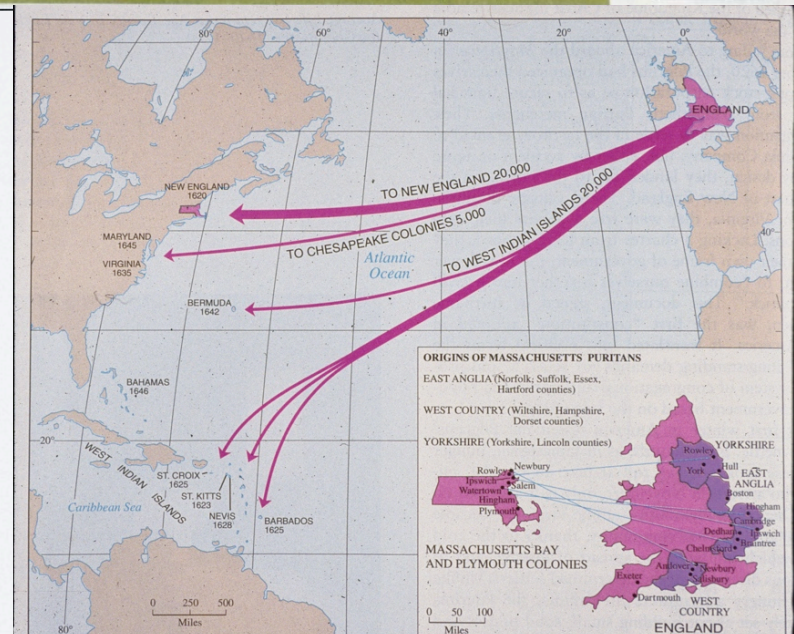 80°
60°
40°
20°
0°
ENGLAND
TO NEW ENGLAND 20,000
NEW ENGLAND
1620
TO CHESAPEAKE COLONIES 5,000
TO WEST INDIAN ISLANDS 20,000
MARYLAND
1645
VIRGINIA
1635
40°
Atlantic
Ocean
BERMUDA
1642
BAHAMAS
1646
20°
WEST INDIAN ISLANDS
ST. CROIX
1625
ST. KITTS
1623
NEVIS
1628
BARBADOS
1625
Caribbean Sea
0 250 500
Miles
80°
ORIGINS OF MASSACHUSETTS PURITANS
EAST ANGLIA (Norfolk, Suffolk, Essex,
Hartford counties)
WEST COUNTRY (Wiltshire, Hampshire,
Dorset counties)
YORKSHIRE (Yorkshire, Lincoln counties)
Rowley
Newbury
Ipswich
Salem
Watertown
Hingham
Plymouth
MASSACHUSETTS BAY
AND PLYMOUTH COLONIES
0 50 100
Miles
YORKSHIRE
Rowley
York
Hull
EAST
ANGLIA
Boston
Hingham
Cambridge
Dedham
Ipswich
Braintree
Chelmsford
Andover
Newbury
Salisbury
Exeter
Dartmouth
WEST
COUNTRY
ENGLAND